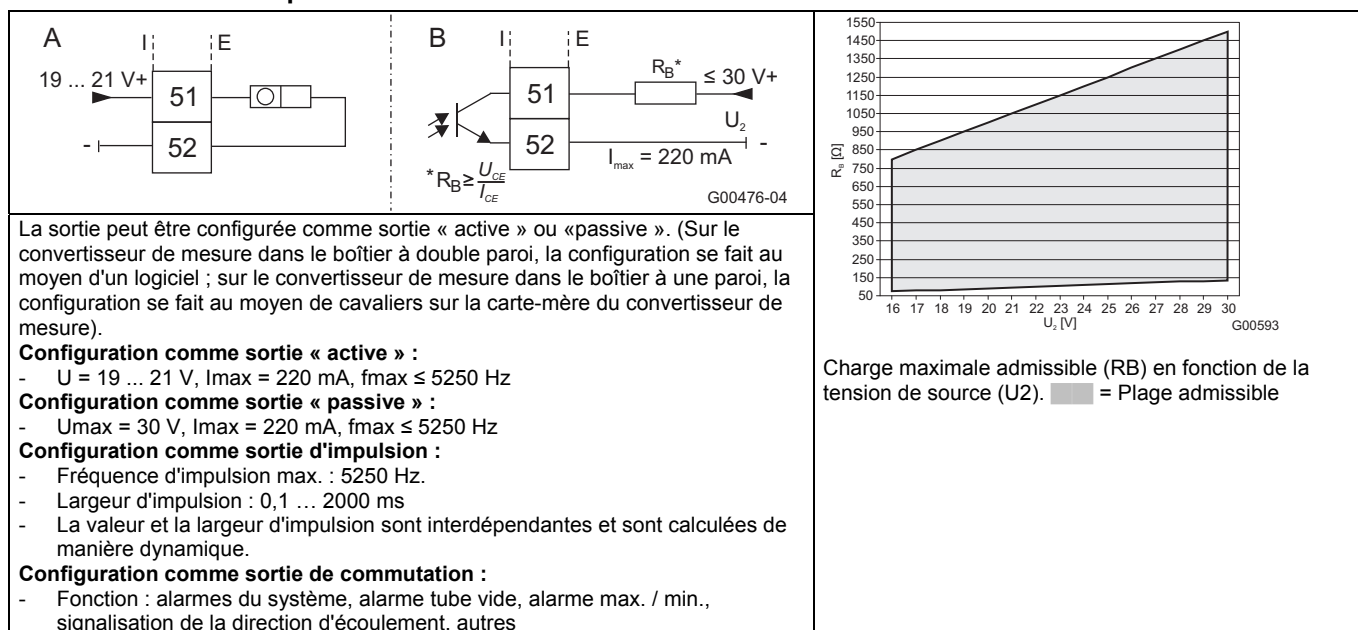 A
I
E
19 ... 21 V+
51
-
52
B
I
E
RB*
≤ 30 V+
51
U2
52
-
Imax = 220 mA
*RB ≥ UCE
ICE
G00476-04
La sortie peut être configurée comme sortie « active » ou «passive ». (Sur le
convertisseur de mesure dans le boîtier à double paroi, la configuration se fait au
moyen d'un logiciel ; sur le convertisseur de mesure dans le boîtier à une paroi, la
configuration se fait au moyen de cavaliers sur la carte-mère du convertisseur de
mesure).
Configuration comme sortie « active » :
- U = 19 ... 21 V, Imax = 220 mA, fmax ≤ 5250 Hz
Configuration comme sortie « passive » :
- Umax = 30 V, Imax = 220 mA, fmax ≤ 5250 Hz
Configuration comme sortie d'impulsion :
- Fréquence d'impulsion max. : 5250 Hz.
- Largeur d'impulsion : 0,1 … 2000 ms
- La valeur et la largeur d'impulsion sont interdépendantes et sont calculées de
manière dynamique.
Configuration comme sortie de commutation :
- Fonction : alarmes du système, alarme tube vide, alarme max. / min.,
signalisation de la direction d'écoulement, autres
1550
1450
1350
1250
1150
1050
950
850
750
650
550
450
350
250
150
50
RB [Ω]
16 17 18 19 20 21 22 23 24 25 26 27 28 29 30
U2 [V]
G00593
Charge maximale admissible (RB) en fonction de la
tension de source (U2). = Plage admissible